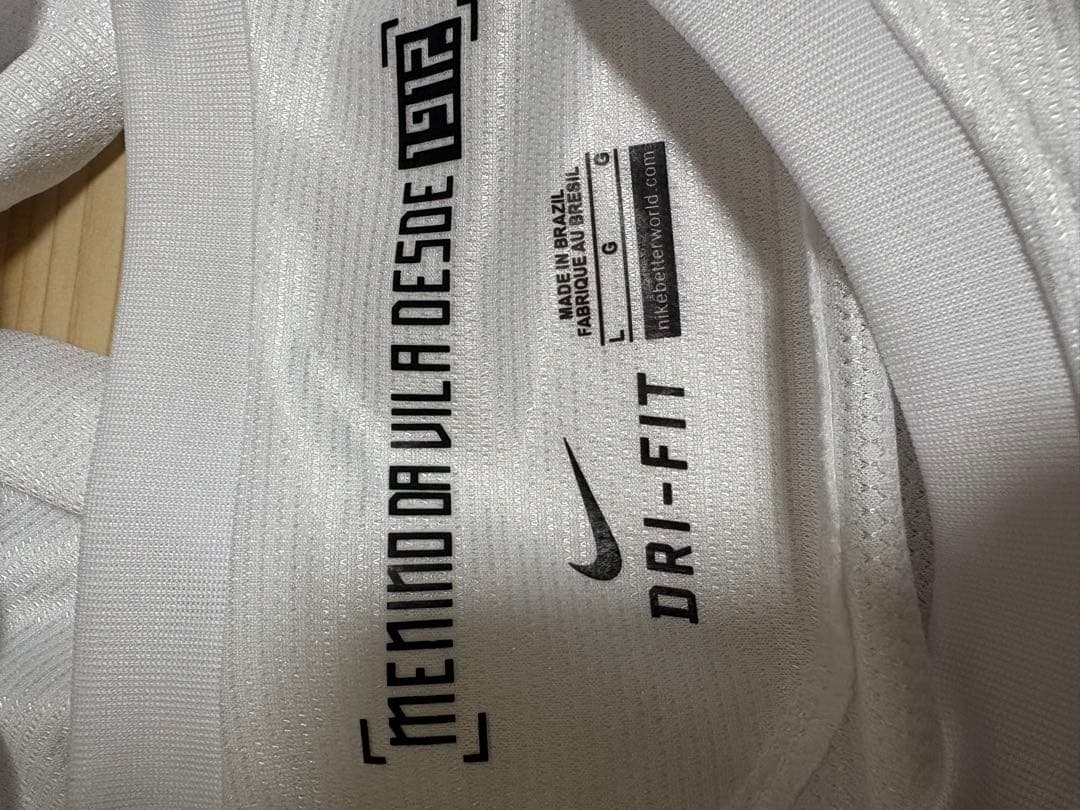 [MENINO DA VILA DESDE 1912]
MADE IN BRAZIL
FABRIQUE AU BRESIL
L G G
nikebetterworld.com
DRI-FIT